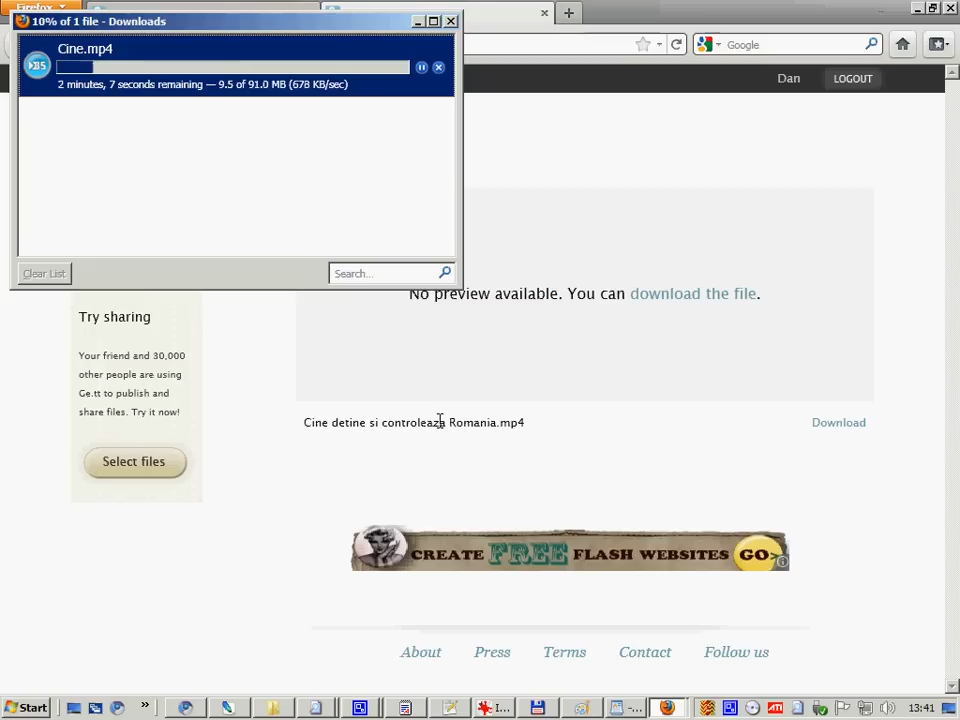 Firefox
10% of 1 file - Downloads
Cine.mp4
2 minutes, 7 seconds remaining — 9.5 of 91.0 MB (678 KB/sec)
Clear List
Search...
Google
Dan
LOGOUT
No preview available. You can download the file.
Try sharing
Your friend and 30,000
other people are using
Ge.tt to publish and
share files. Try it now!
Select files
Cine detine si controleaza Romania.mp4
Download
CREATE FREE FLASH WEBSITES GO>
About
Press
Terms
Contact
Follow us
Start
I...
-...
ATI
13:41